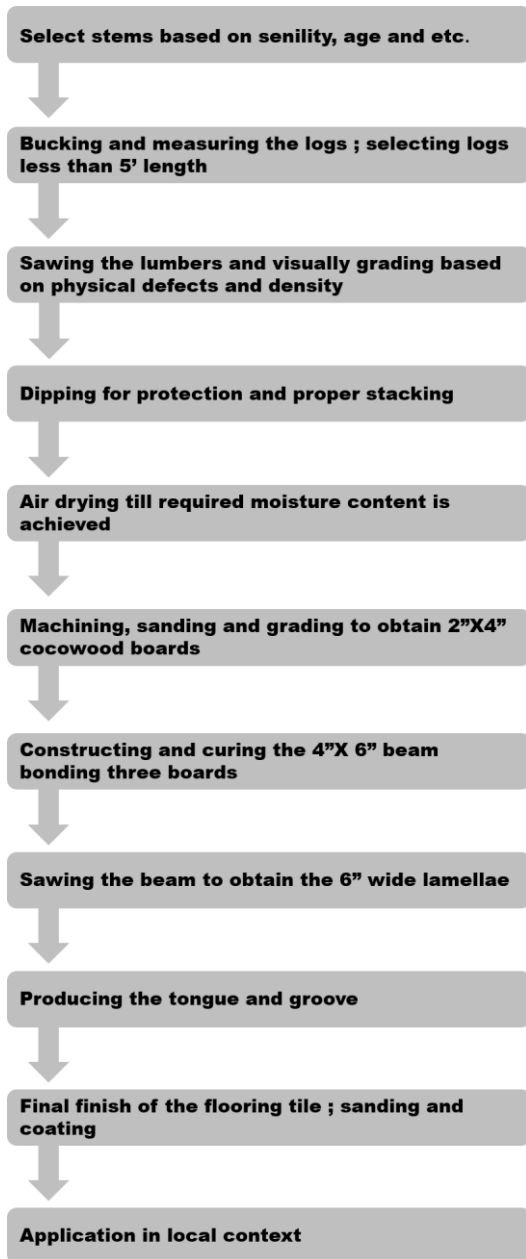 Select stems based on senility, age and etc.
Bucking and measuring the logs ; selecting logs
less than 5’ length
Sawing the lumbers and visually grading based
on physical defects and density
Dipping for protection and proper stacking
Air drying till required moisture content is
achieved
Machining, sanding and grading to obtain 2”X4”
cocowood boards
Constructing and curing the 4”X 6” beam
bonding three boards
Sawing the beam to obtain the 6” wide lamellae
Producing the tongue and groove
Final finish of the flooring tile ; sanding and
coating
Application in local context